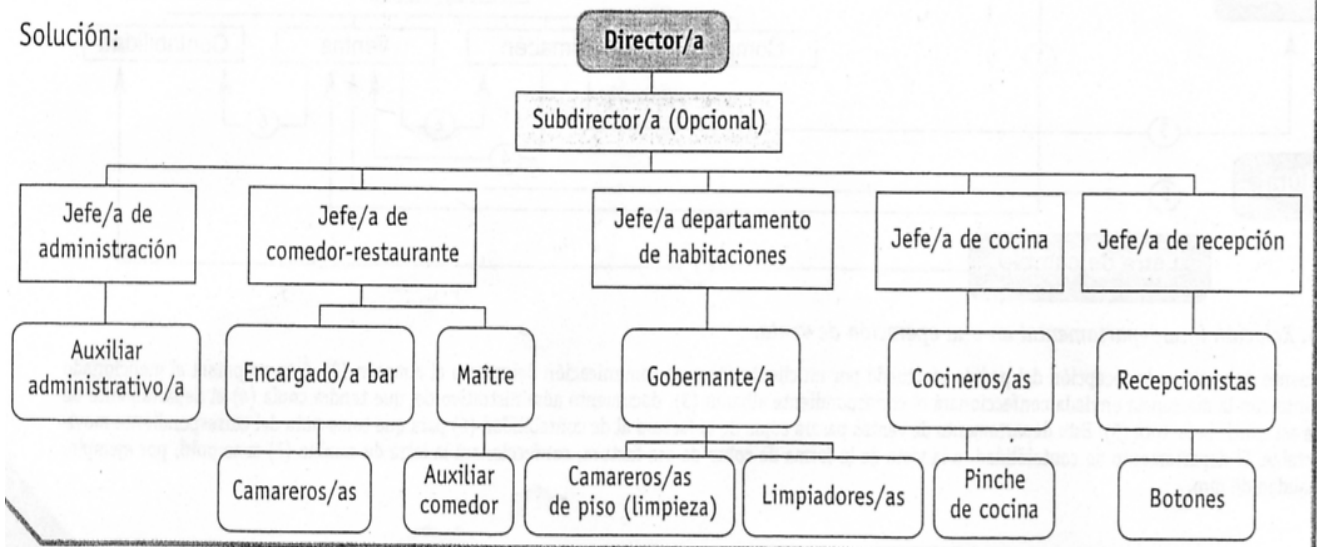 Solución:
Director/a
Subdirector/a (Opcional)
Jefe/a de
administración
Jefe/a de
comedor-restaurante
Jefe/a departamento
de habitaciones
Jefe/a de cocina
Jefe/a de recepción
Auxiliar
administrativo/a
Encargado/a bar
Maître
Gobernante/a
Cocineros/as
Recepcionistas
Camareros/as
Auxiliar
comedor
Camareros/as
de piso (limpieza)
Limpiadores/as
Pinche
de cocina
Botones